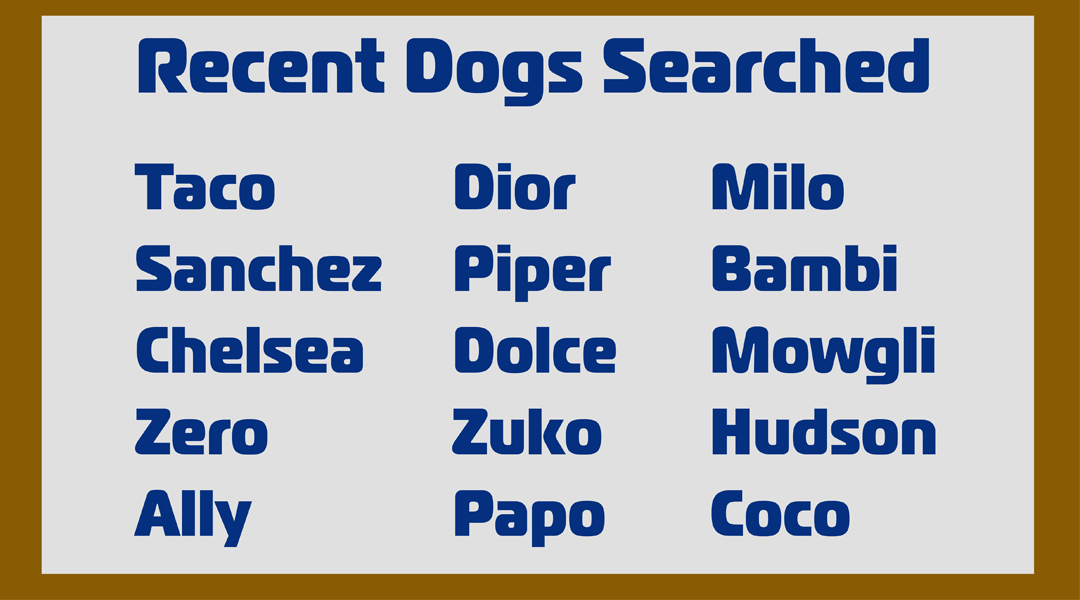 Recent Dogs Searched
Taco Dior Milo
Sanchez Piper Bambi
Chelsea Dolce Mowgli
Zero Zuko Hudson
Ally Papo Coco